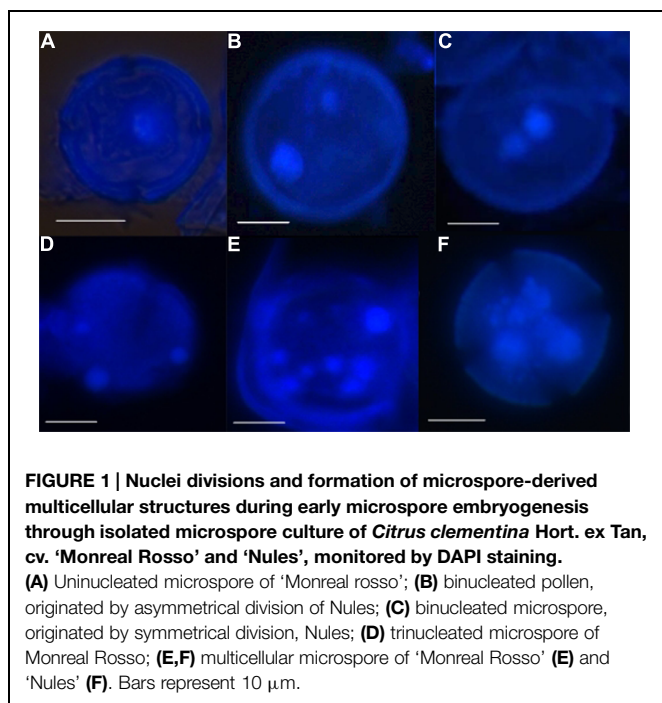 A
B
C
D
E
F
FIGURE 1 | Nuclei divisions and formation of microspore-derived
multicellular structures during early microspore embryogenesis
through isolated microspore culture of Citrus clementina Hort. ex Tan,
cv. ‘Monreal Rosso’ and ‘Nules’, monitored by DAPI staining.
(A) Uninucleated microspore of ‘Monreal rosso’; (B) binucleated pollen,
originated by asymmetrical division of Nules; (C) binucleated microspore,
originated by symmetrical division, Nules; (D) trinucleated microspore of
Monreal Rosso; (E,F) multicellular microspore of ‘Monreal Rosso’ (E) and
‘Nules’ (F). Bars represent 10 μm.